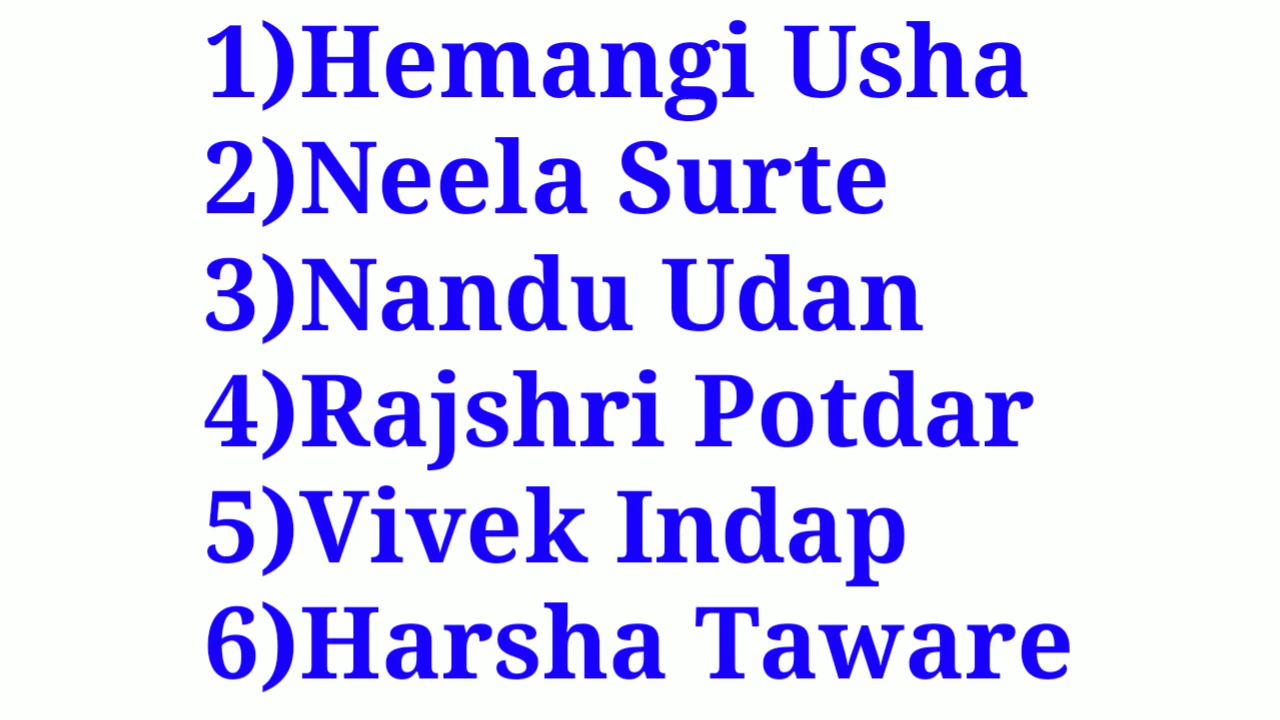 1)Hemangi Usha
2)Neela Surte
3)Nandu Udan
4)Rajshri Potdar
5)Vivek Indap
6)Harsha Taware